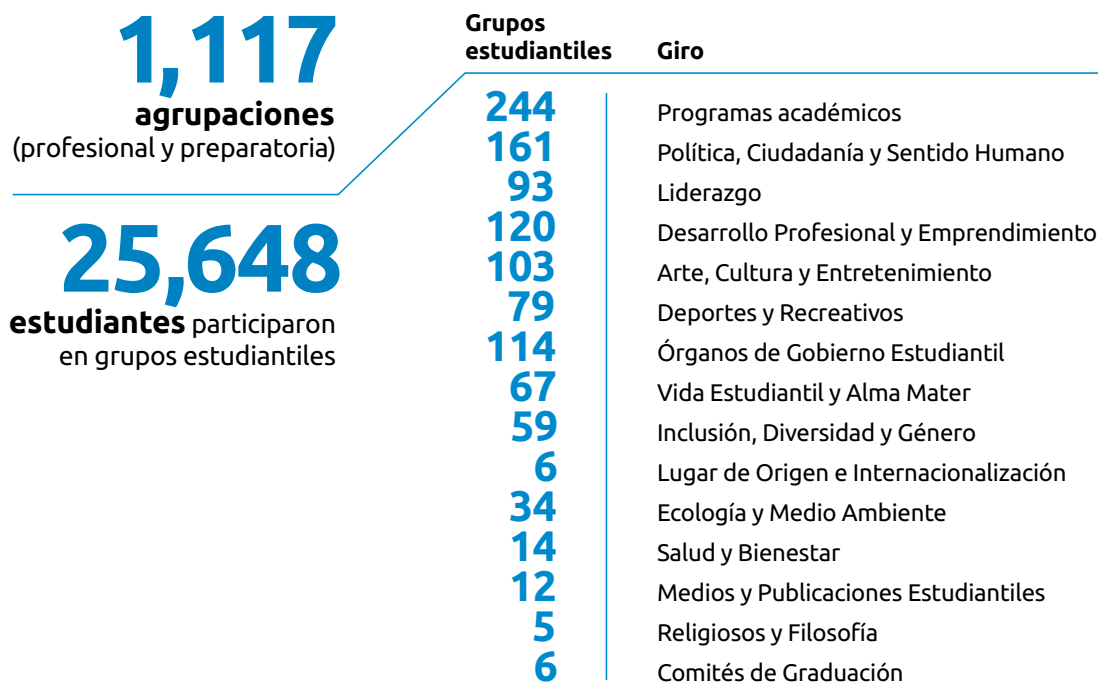 1,117
agrupaciones
(profesional y preparatoria)
25,648
estudiantes participaron
en grupos estudiantiles
Grupos
estudiantiles Giro
244 Programas académicos
161 Política, Ciudadanía y Sentido Humano
93 Liderazgo
120 Desarrollo Profesional y Emprendimiento
103 Arte, Cultura y Entretenimiento
79 Deportes y Recreativos
114 Órganos de Gobierno Estudiantil
67 Vida Estudiantil y Alma Mater
59 Inclusión, Diversidad y Género
6 Lugar de Origen e Internacionalización
34 Ecología y Medio Ambiente
14 Salud y Bienestar
12 Medios y Publicaciones Estudiantiles
5 Religiosos y Filosofía
6 Comités de Graduación